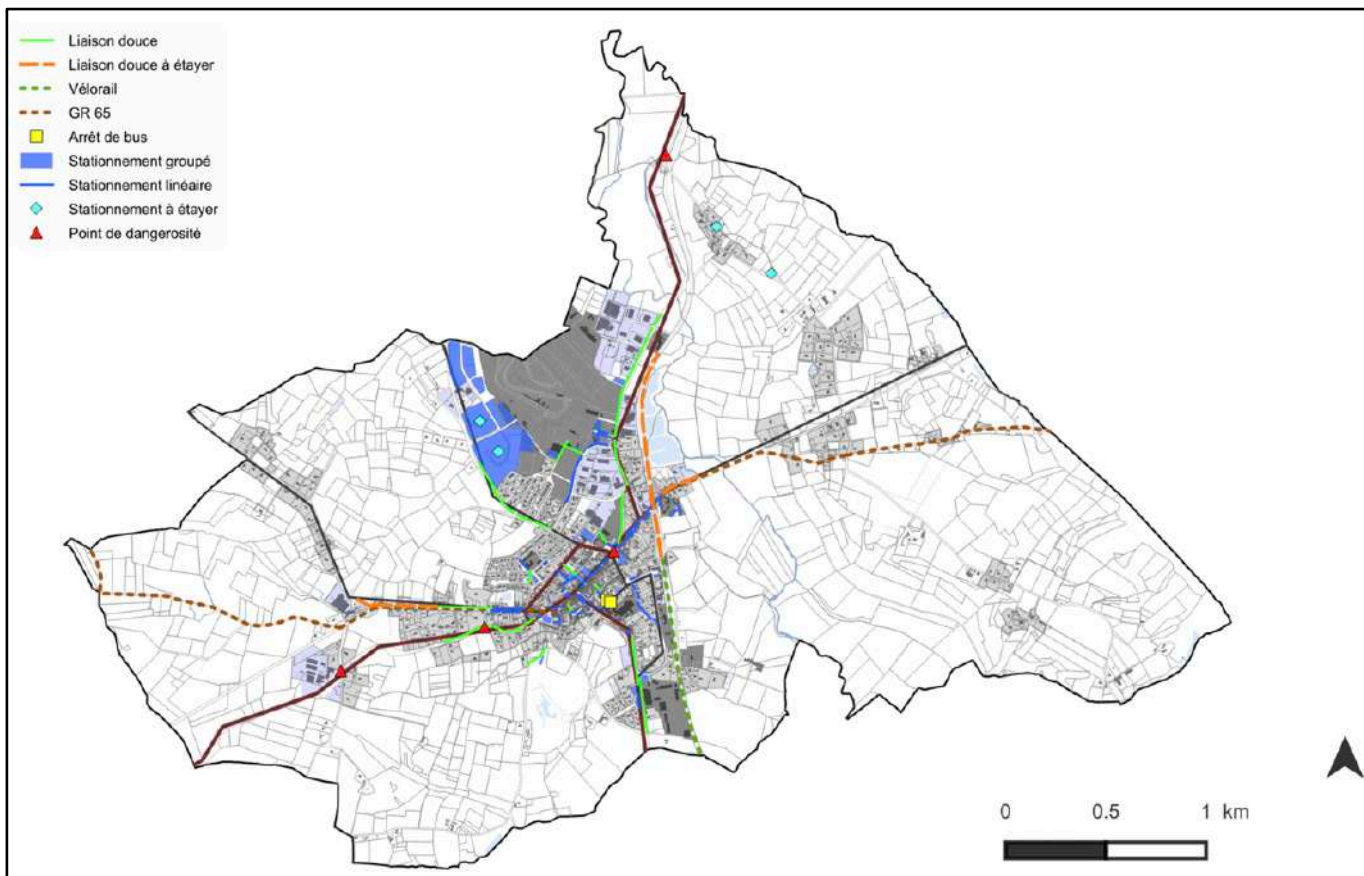 Liaison douce
Liaison douce à étayer
Vélorail
GR 65
Arrêt de bus
Stationnement groupé
Stationnement linéaire
Stationnement à étayer
Point de dangerosité
0 0.5 1 km